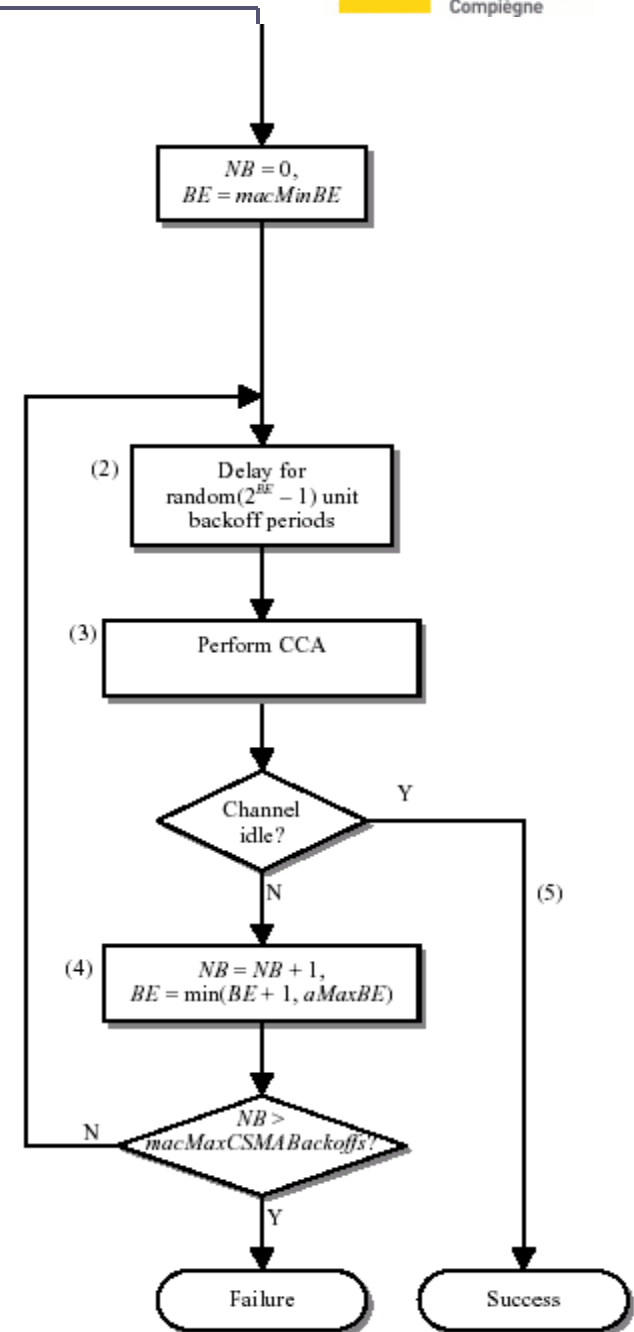 Compiègne
NB = 0,
BE = macMinBE
(2)
Delay for
random(2^BE – 1) unit
backoff periods
(3)
Perform CCA
Channel
idle?
Y
N
(5)
(4)
NB = NB + 1,
BE = min(BE + 1, aMaxBE)
NB >
macMaxCSMABackoffs?
N
Y
Failure
Success